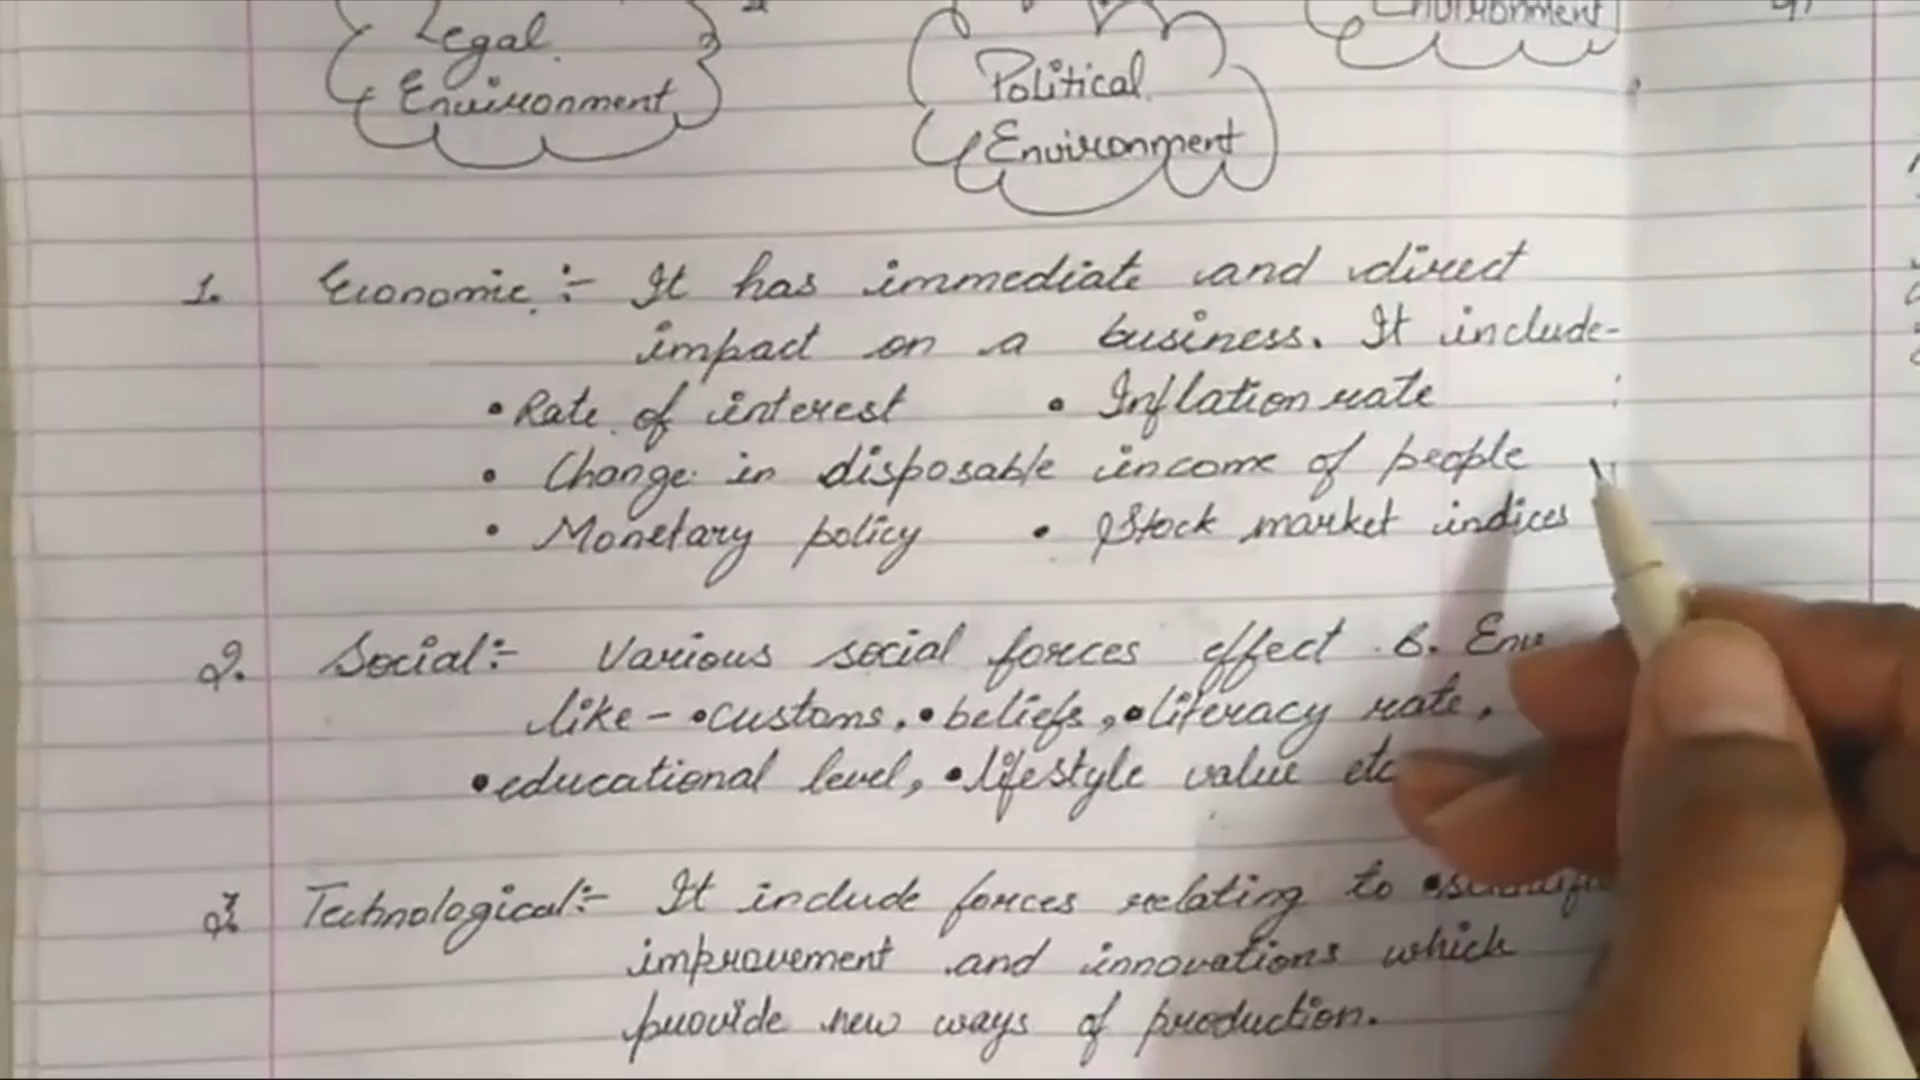 Legal
Environment
Political
Environment
Environment
1. Economic :- It has immediate and direct
impact on a business. It include-
• Rate of interest • Inflation rate
• Change in disposable income of people
• Monetary policy • Stock market indices
2. Social :- Various social forces effect B. Env
like - • customs, • beliefs, • literacy rate,
• educational level, • lifestyle value etc
3. Technological :- It include forces relating to
improvement and innovations which
provide new ways of production.